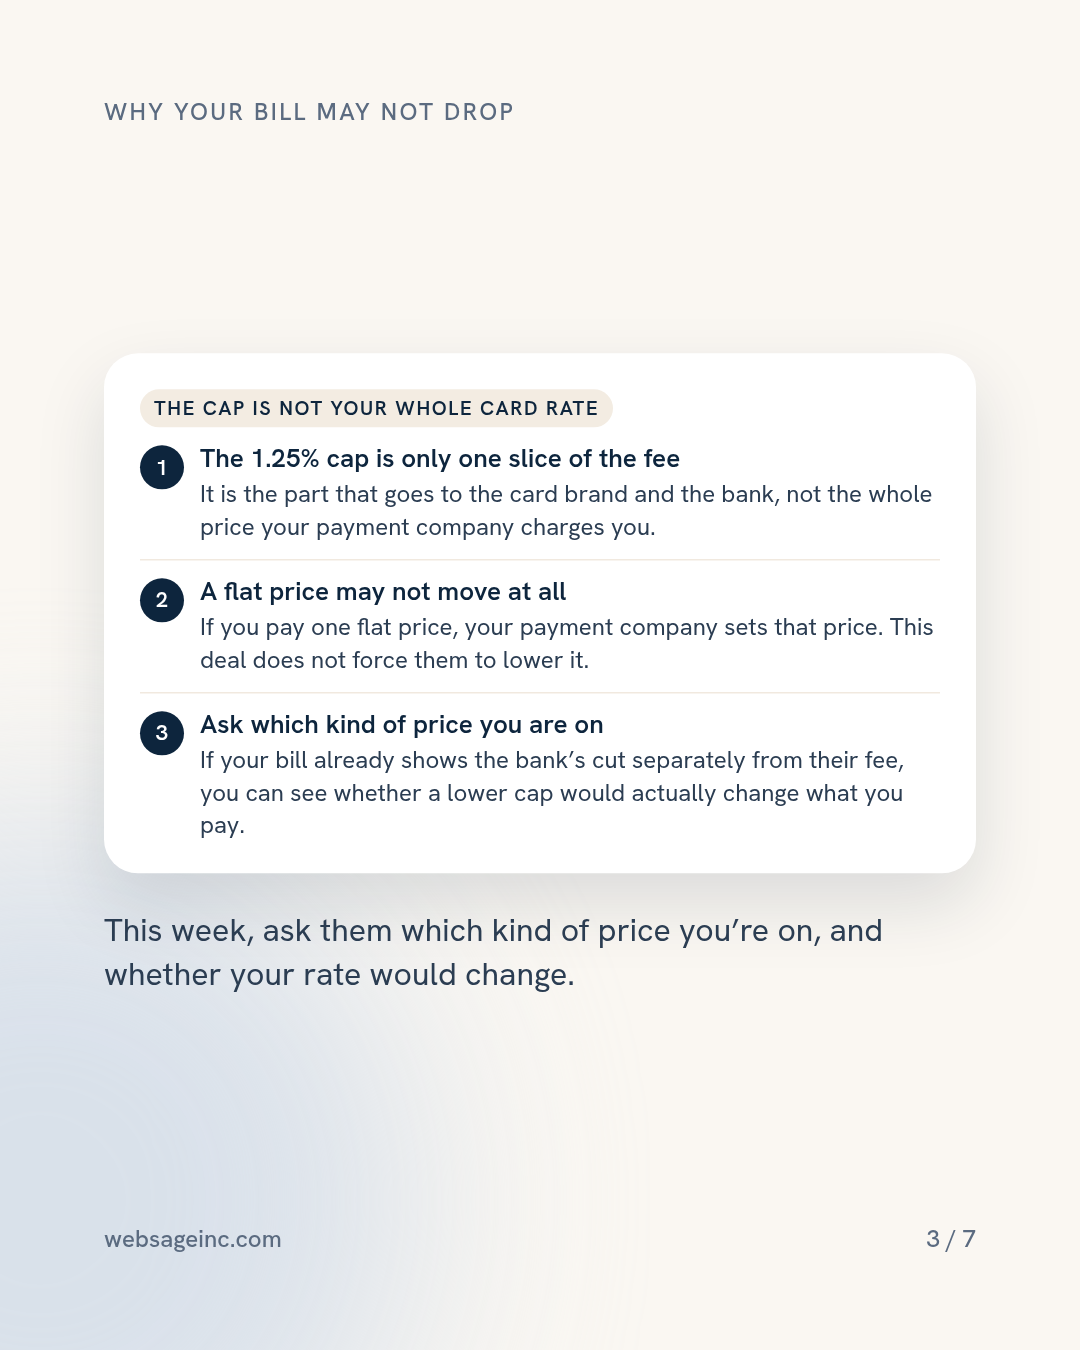 WHY YOUR BILL MAY NOT DROP
THE CAP IS NOT YOUR WHOLE CARD RATE
1 The 1.25% cap is only one slice of the fee
It is the part that goes to the card brand and the bank, not the whole
price your payment company charges you.
2 A flat price may not move at all
If you pay one flat price, your payment company sets that price. This
deal does not force them to lower it.
3 Ask which kind of price you are on
If your bill already shows the bank’s cut separately from their fee,
you can see whether a lower cap would actually change what you
pay.
This week, ask them which kind of price you’re on, and
whether your rate would change.
websageinc.com
3 / 7